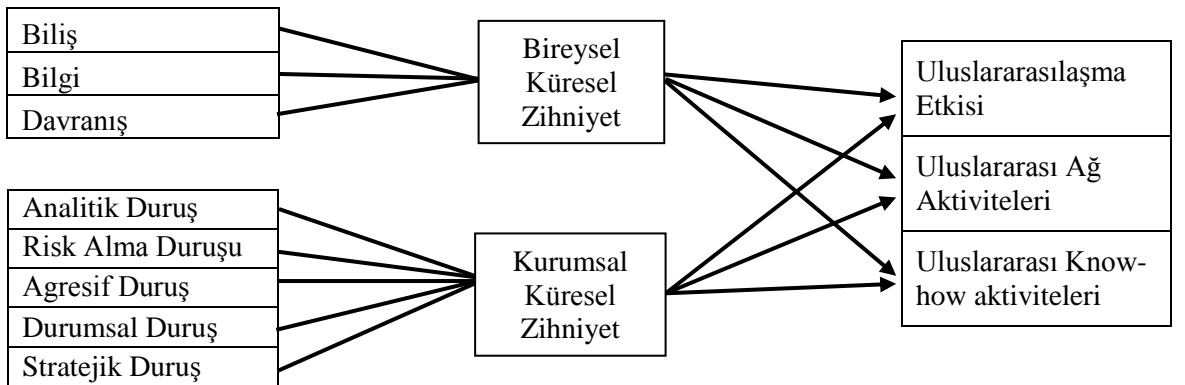 Biliş
Bilgi
Davranış
Bireysel
Küresel
Zihniyet
Analitik Duruş
Risk Alma Duruşu
Agresif Duruş
Durumsal Duruş
Stratejik Duruş
Kurumsal
Küresel
Zihniyet
Uluslararasılaşma
Etkisi
Uluslararası Ağ
Aktiviteleri
Uluslararası Know-
how aktiviteleri